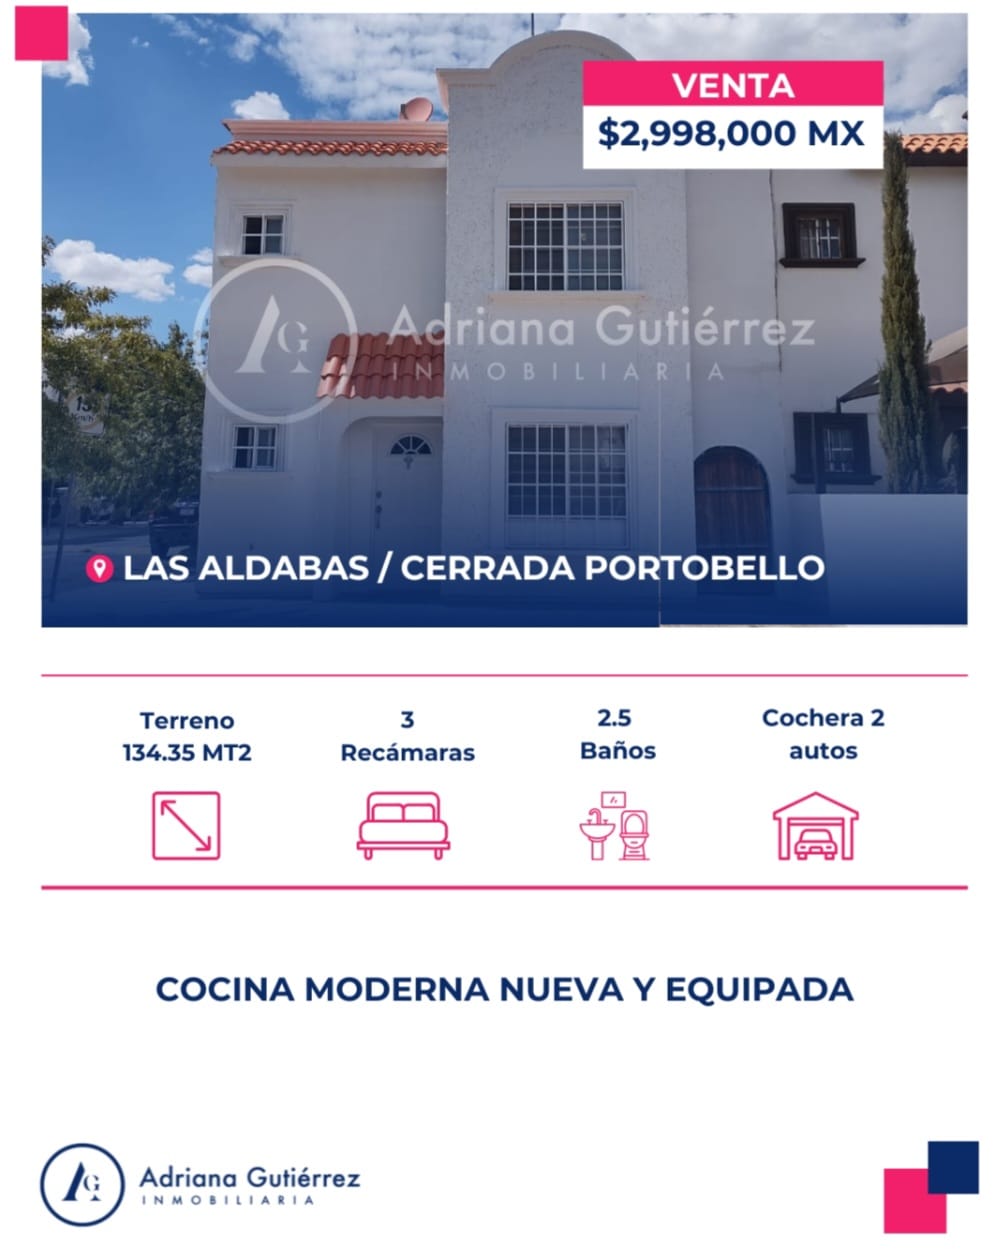 VENTA
$2,998,000 MX
AG
Adriana Gutiérrez
INMOBILIARIA
15
LAS ALDABAS / CERRADA PORTOBELLO
Terreno
134.35 MT2
3
Recámaras
2.5
Baños
Cochera 2
autos
COCINA MODERNA NUEVA Y EQUIPADA
AG
Adriana Gutiérrez
INMOBILIARIA